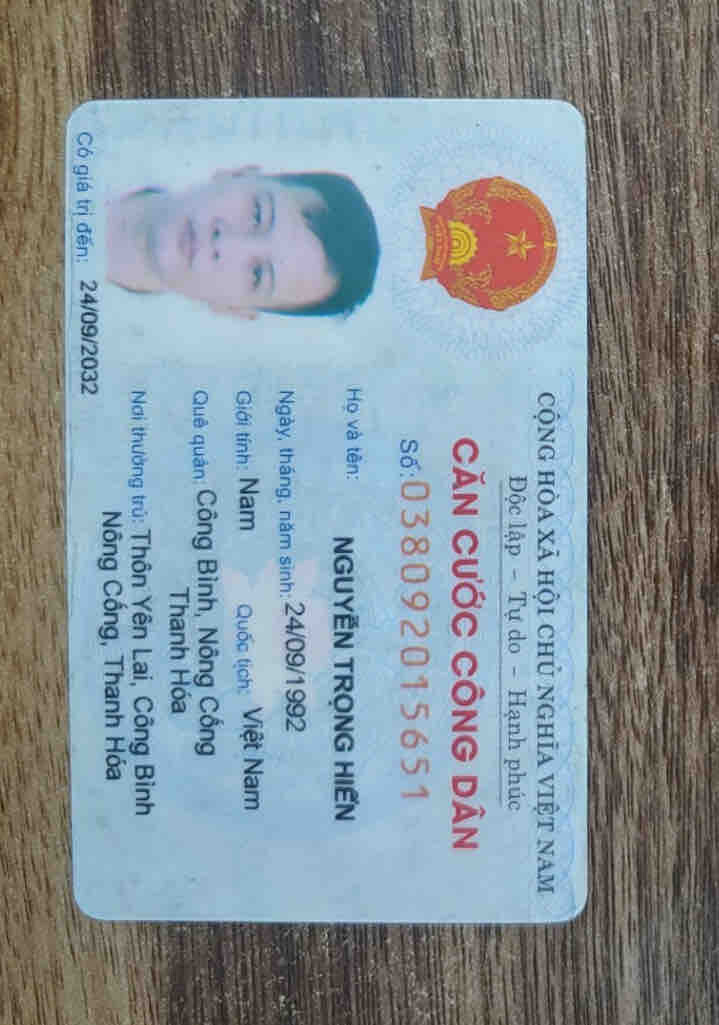 CỘNG HÒA XÃ HỘI CHỦ NGHĨA VIỆT NAM
Độc lập – Tự do – Hạnh phúc
CĂN CƯỚC CÔNG DÂN
Số: 038092015651
Họ và tên:
NGUYỄN TRỌNG HIẾN
Ngày, tháng, năm sinh: 24/09/1992
Giới tính: Nam Quốc tịch: Việt Nam
Quê quán: Công Bình, Nông Cống
Thanh Hóa
Nơi thường trú: Thôn Yên Lai, Công Bình
Nông Cống, Thanh Hóa
Có giá trị đến: 24/09/2032